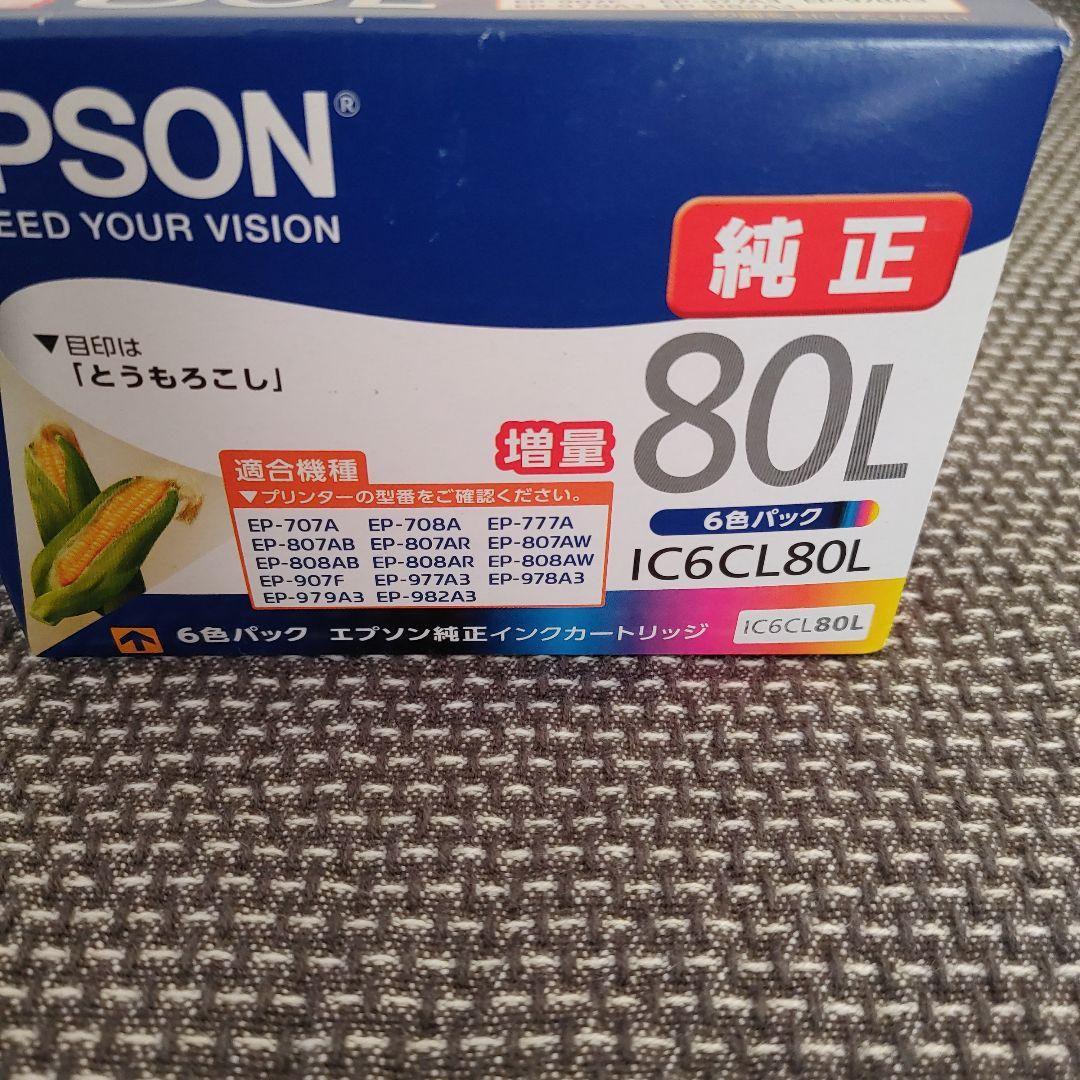 PSON®
EED YOUR VISION
純正
▼目印は
「とうもろこし」
増量
80L
6色パック
IC6CL80L
適合機種
▼プリンターの型番をご確認ください。
EP-707A EP-708A EP-777A
EP-807AB EP-807AR EP-807AW
EP-808AB EP-808AR EP-808AW
EP-907F EP-977A3 EP-978A3
EP-979A3 EP-982A3
6色パック エプソン純正インクカートリッジ
IC6CL80L